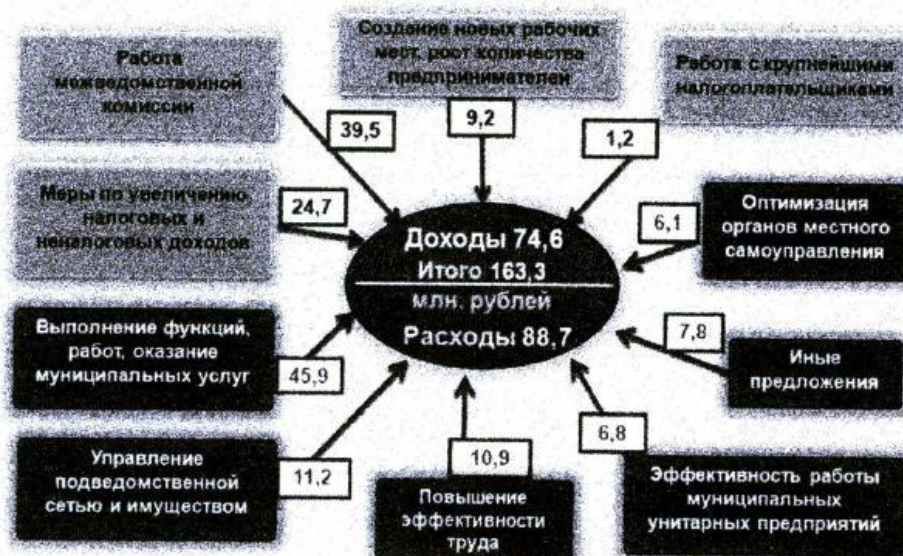 Создание новых рабочих
мест, рост количества
предпринимателей
Работа
межведомственной
комиссии
Работа с крупнейшими
налогоплательщиками
39,5
9,2
1,2
Меры по увеличению
налоговых и
неналоговых доходов
24,7
Доходы 74,6
Итого 163,3
млн. рублей
Расходы 88,7
6,1
Оптимизация
органов местного
самоуправления
Выполнение функций,
работ, оказание
муниципальных услуг
45,9
7,8
Иные
предложения
Управление
подведомственной
сетью и имуществом
11,2
10,9
Повышение
эффективности
труда
6,8
Эффективность работы
муниципальных
унитарных предприятий